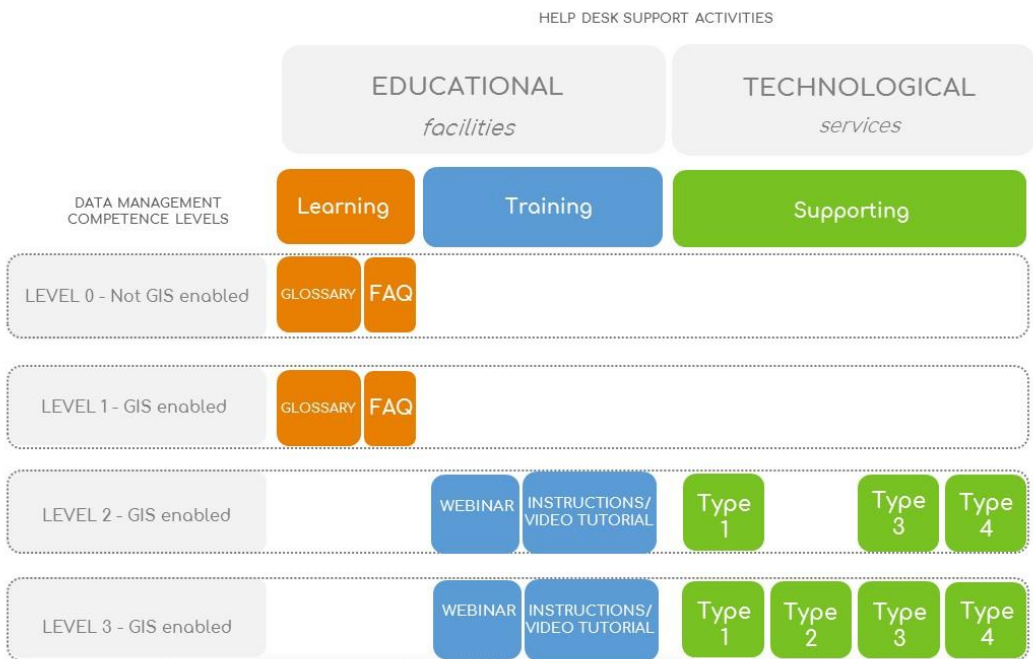 HELP DESK SUPPORT ACTIVITIES
EDUCATIONAL
facilities
TECHNOLOGICAL
services
DATA MANAGEMENT
COMPETENCE LEVELS
Learning
Training
Supporting
LEVEL 0 - Not GIS enabled
GLOSSARY
FAQ
LEVEL 1 - GIS enabled
GLOSSARY
FAQ
LEVEL 2 - GIS enabled
WEBINAR
INSTRUCTIONS/
VIDEO TUTORIAL
Type
1
Type
3
Type
4
LEVEL 3 - GIS enabled
WEBINAR
INSTRUCTIONS/
VIDEO TUTORIAL
Type
1
Type
2
Type
3
Type
4